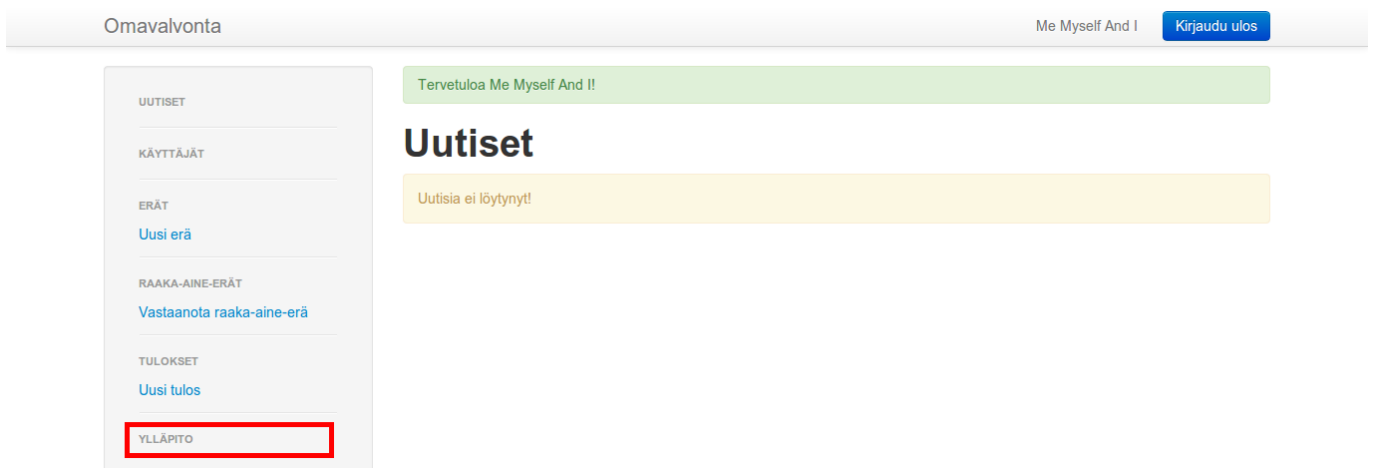 Omavalvonta
Me Myself And I
Kirjaudu ulos
UUTISET
KÄYTTÄJÄT
ERÄT
Uusi erä
RAAKA-AINE-ERÄT
Vastaanota raaka-aine-erä
TULOKSET
Uusi tulos
YLLÄPITO
Tervetuloa Me Myself And I!
Uutiset
Uutisia ei löytynyt!